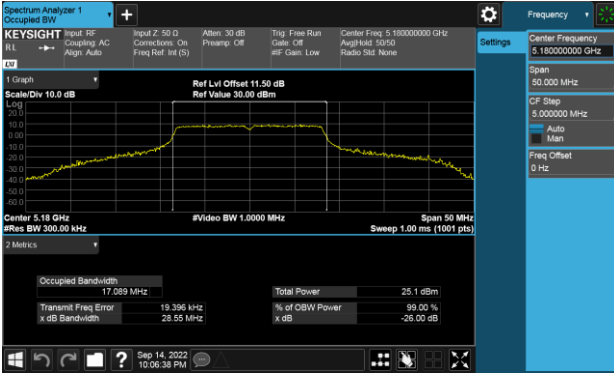 Spectrum Analyzer 1
Occupied BW
+
Frequency
KEYSIGHT
RL
LXI
Input: RF
Coupling: AC
Align: Auto
Input Z: 50 Ω
Corrections: On
Freq Ref: Int (S)
Atten: 30 dB
Preamp: Off
Trig: Free Run
Gate: Off
#IF Gain: Low
Center Freq: 5.180000000 GHz
Avg|Hold: 50/50
Radio Std: None
Settings
Center Frequency
5.180000000 GHz
Span
50.000 MHz
CF Step
5.000000 MHz
Auto
Man
Freq Offset
0 Hz
1 Graph
Scale/Div 10.0 dB
Ref Lvl Offset 11.50 dB
Ref Value 30.00 dBm
Log
20.0
10.0
0.00
-10.0
-20.0
-30.0
-40.0
-50.0
-60.0
Center 5.18 GHz
#Res BW 300.00 kHz
#Video BW 1.0000 MHz
Span 50 MHz
Sweep 1.00 ms (1001 pts)
2 Metrics
Occupied Bandwidth
17.089 MHz
Transmit Freq Error 19.396 kHz
x dB Bandwidth 28.55 MHz
Total Power 25.1 dBm
% of OBW Power 99.00 %
x dB -26.00 dB
?
Sep 14, 2022
10:06:38 PM